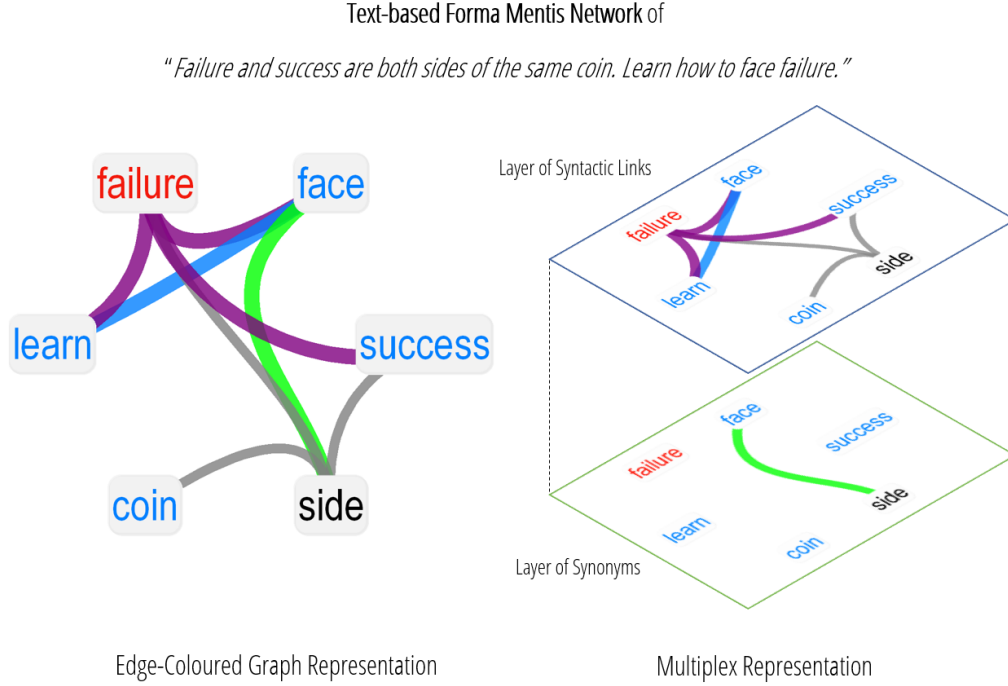 Text-based Forma Mentis Network of
“ Failure and success are both sides of the same coin. Learn how to face failure.”
failure
face
learn
success
coin
side
Layer of Syntactic Links
face
success
failure
side
learn
coin
face
success
failure
side
learn
coin
Layer of Synonyms
Edge-Coloured Graph Representation
Multiplex Representation